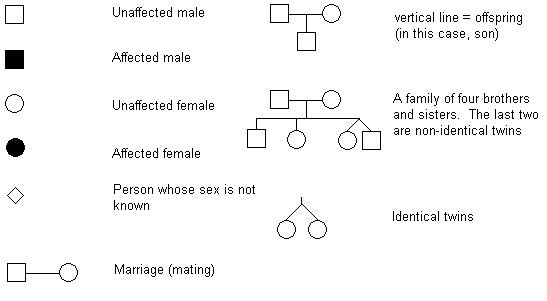 Unaffected male
Affected male
Unaffected female
Affected female
Person whose sex is not
known
Marriage (mating)
vertical line = offspring
(in this case, son)
A family of four brothers
and sisters.  The last two
are non-identical twins
Identical twins